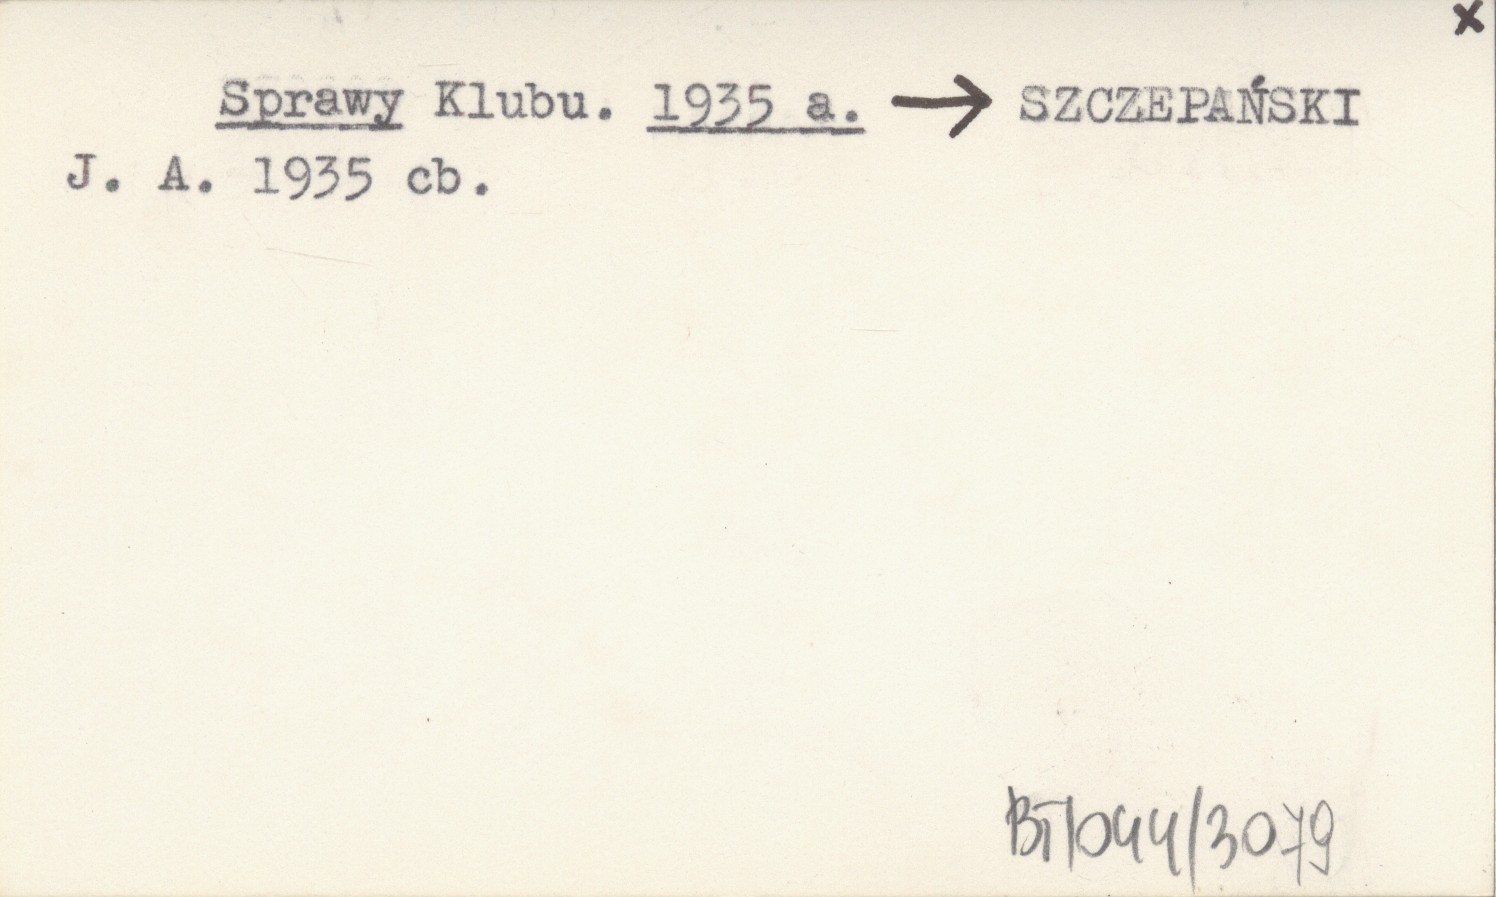 x
Sprawy Klubu. 1935 a. → SZCZEPAŃSKI
J. A. 1935 cb.
BT/044/3079